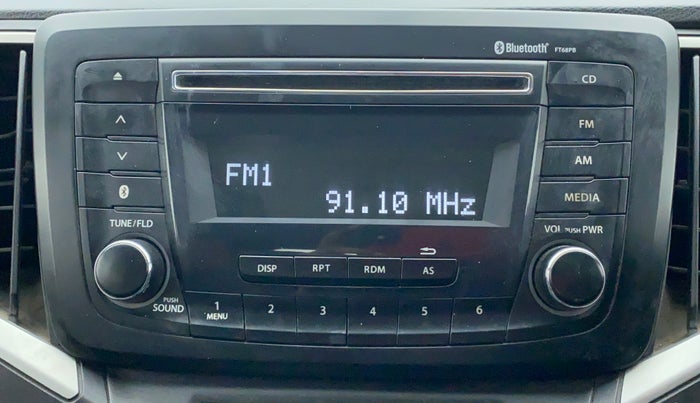 Bluetooth® FT68PB
CD
FM
AM
MEDIA
FM1
91.10 MHz
TUNE/FLD
VOL PUSH PWR
DISP RPT RDM AS
PUSH
SOUND
1 2 3 4 5 6
MENU